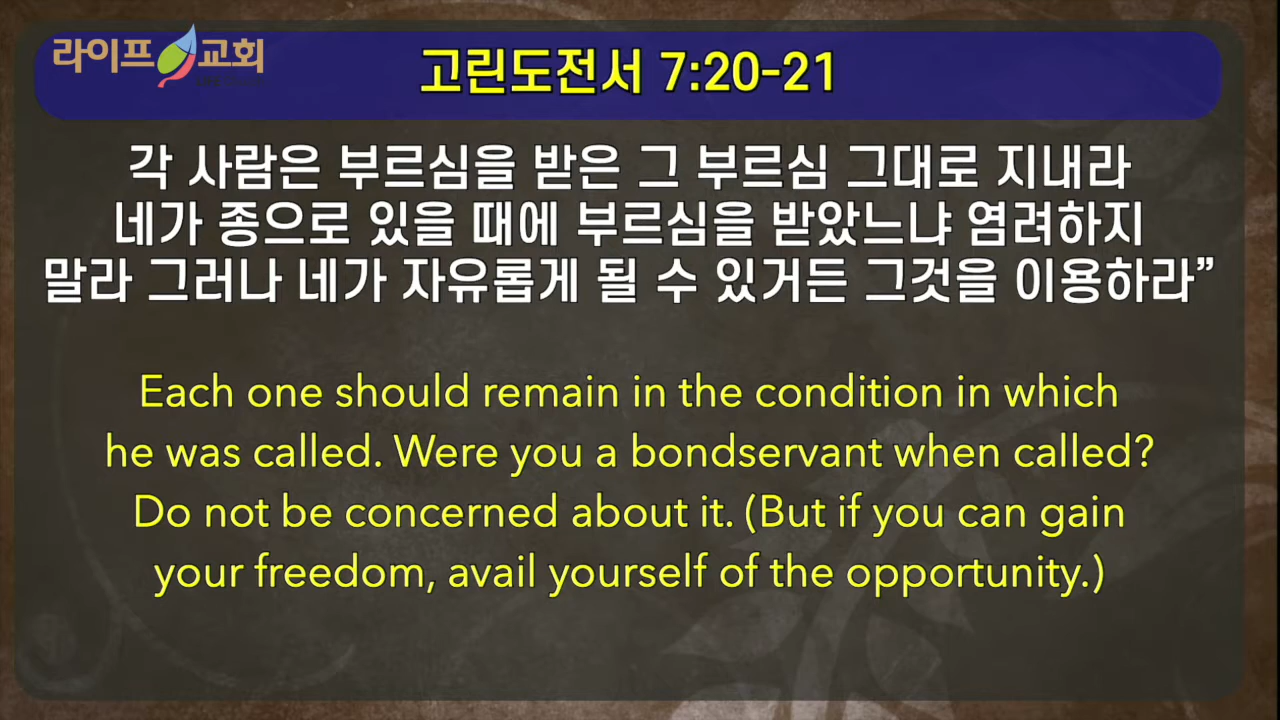 라이프 교회
고린도전서 7:20-21
각 사람은 부르심을 받은 그 부르심 그대로 지내라
네가 종으로 있을 때에 부르심을 받았느냐 염려하지
말라 그러나 네가 자유롭게 될 수 있거든 그것을 이용하라”
Each one should remain in the condition in which
he was called. Were you a bondservant when called?
Do not be concerned about it. (But if you can gain
your freedom, avail yourself of the opportunity.)